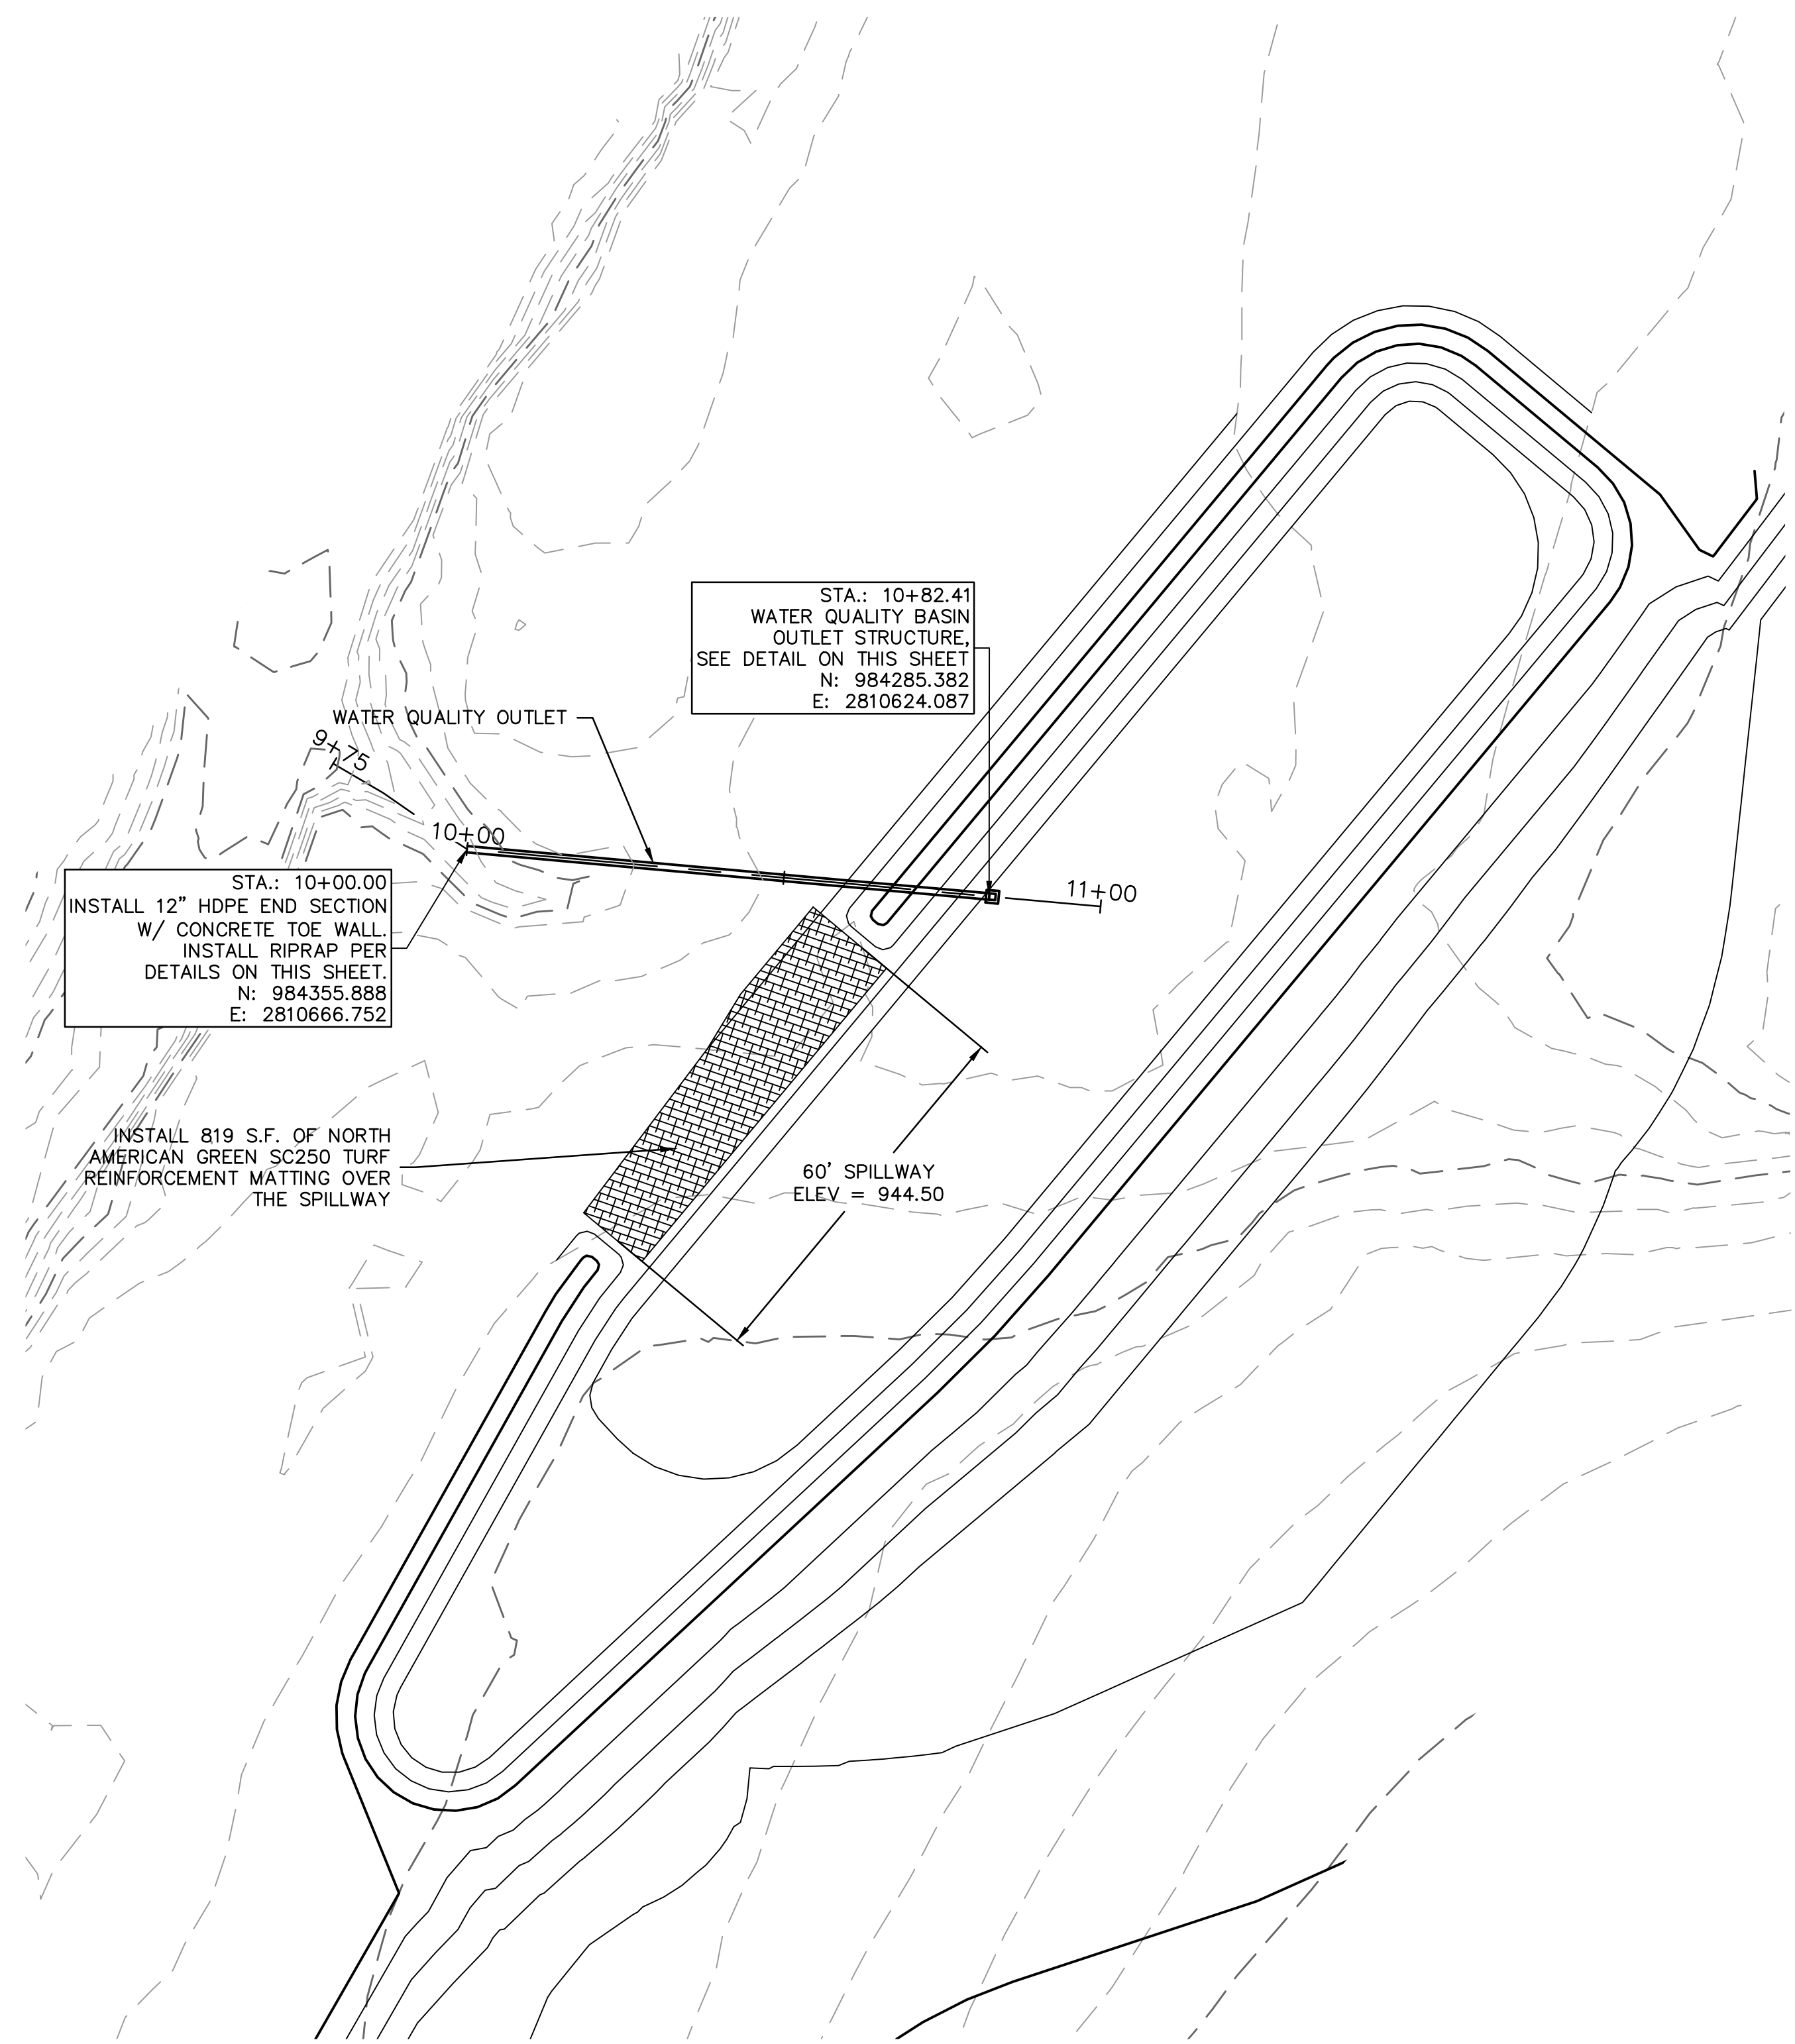 STA.: 10+82.41
WATER QUALITY BASIN
OUTLET STRUCTURE,
SEE DETAIL ON THIS SHEET
N: 984285.382
E: 2810624.087
WATER QUALITY OUTLET
9+75
10+00
11+00
STA.: 10+00.00
INSTALL 12” HDPE END SECTION
W/ CONCRETE TOE WALL.
INSTALL RIPRAP PER
DETAILS ON THIS SHEET.
N: 984355.888
E: 2810666.752
INSTALL 819 S.F. OF NORTH
AMERICAN GREEN SC250 TURF
REINFORCEMENT MATTING OVER
THE SPILLWAY
60’ SPILLWAY
ELEV = 944.50